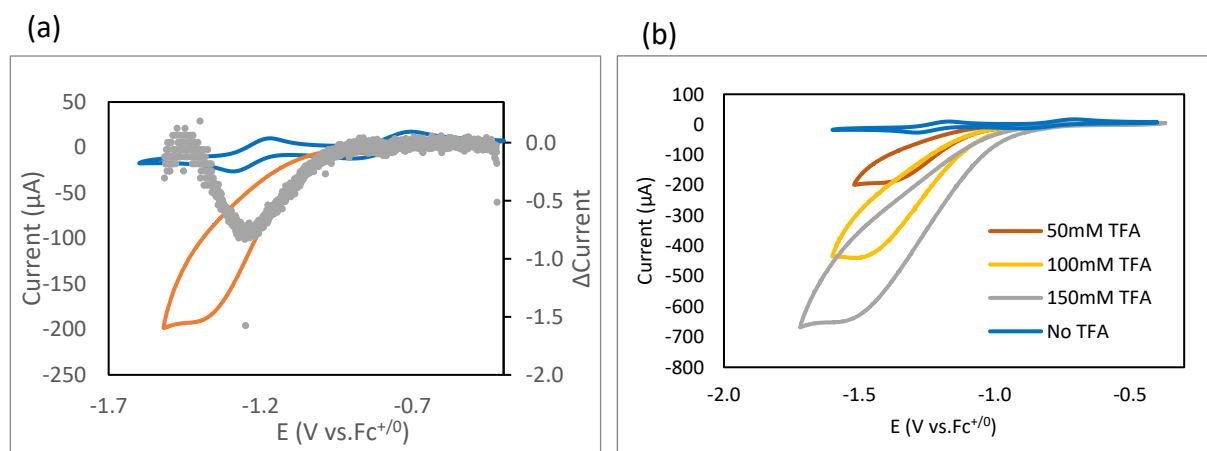 (a)
50
0
-50
-100
-150
-200
-250
Current (µA)
0.0
-0.5
-1.0
-1.5
-2.0
ΔCurrent
-1.7
-1.2
-0.7
E (V vs.Fc+/0)
(b)
100
0
-100
-200
-300
-400
-500
-600
-700
-800
Current (µA)
50mM TFA
100mM TFA
150mM TFA
No TFA
-2.0
-1.5
-1.0
-0.5
E (V vs.Fc+/0)